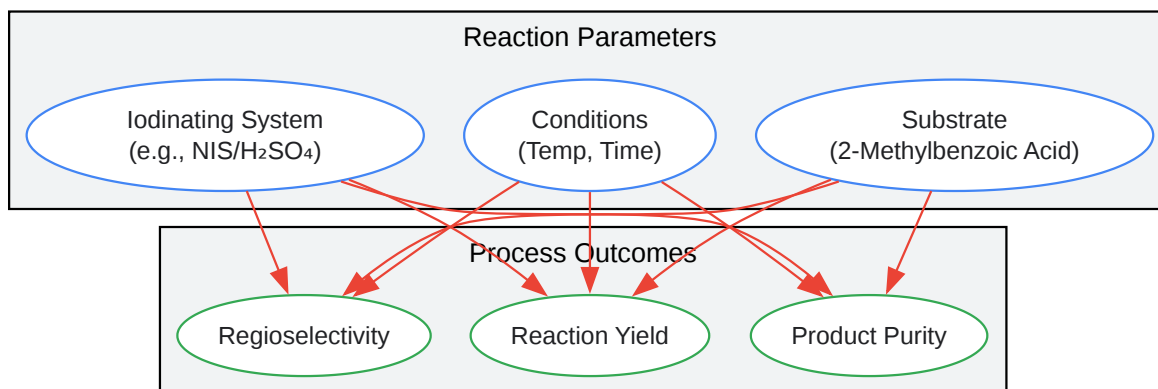 Reaction Parameters
Iodinating System
(e.g., NIS/H₂SO₄)
Conditions
(Temp, Time)
Substrate
(2-Methylbenzoic Acid)
Process Outcomes
Regioselectivity
Reaction Yield
Product Purity